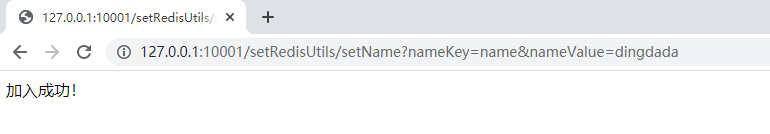 127.0.0.1:10001/setRedisUtils/
127.0.0.1:10001/setRedisUtils/setName?nameKey=name&nameValue=dingdada
加入成功!